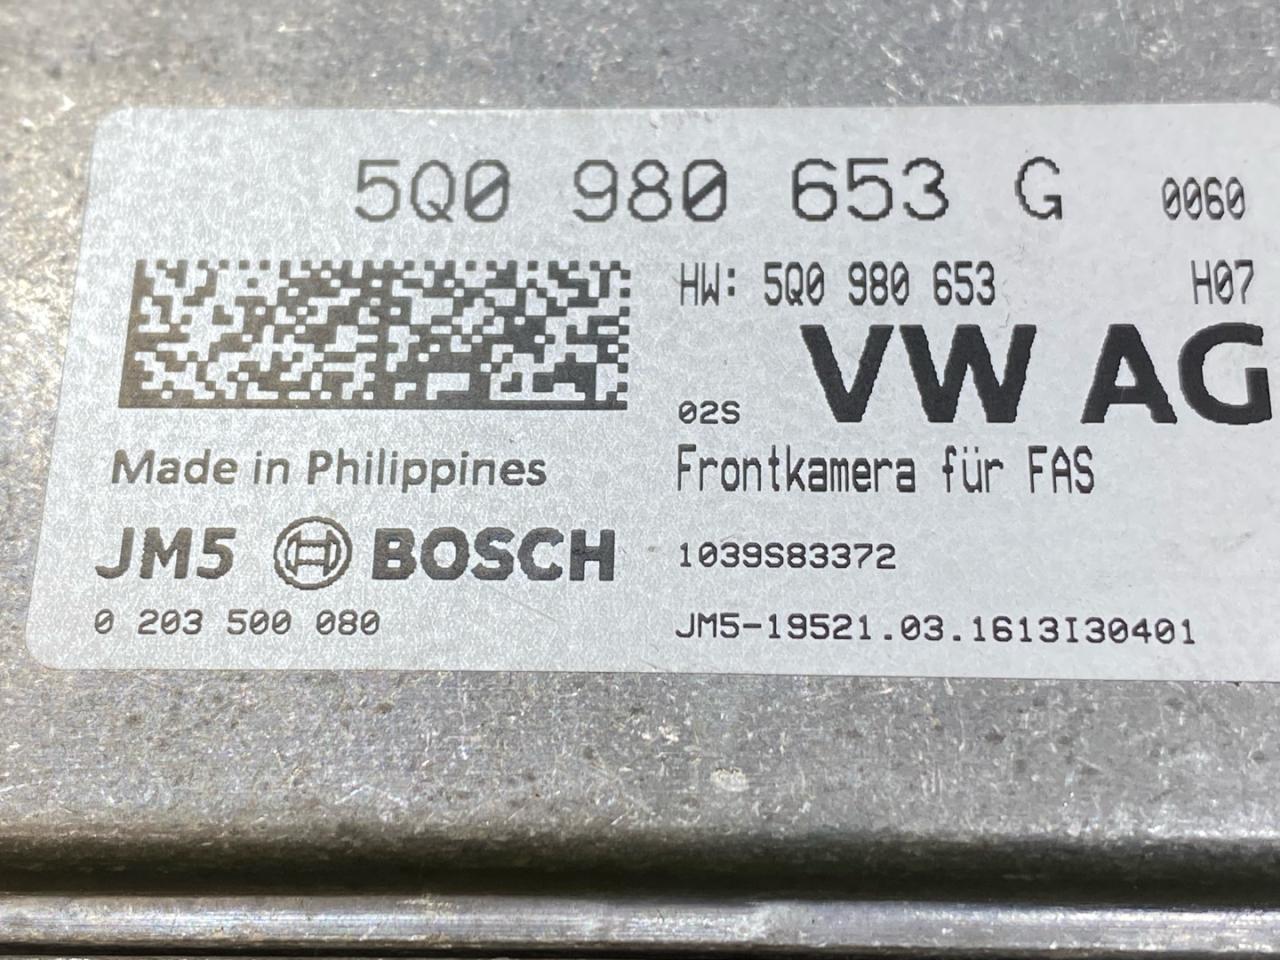 5Q0 980 653 G 0060
HW: 5Q0 980 653 H07
02S VW AG
Made in Philippines
Frontkamera für FAS
JM5 BOSCH
1039S83372
0 203 500 080
JM5-19521.03.1613I30401